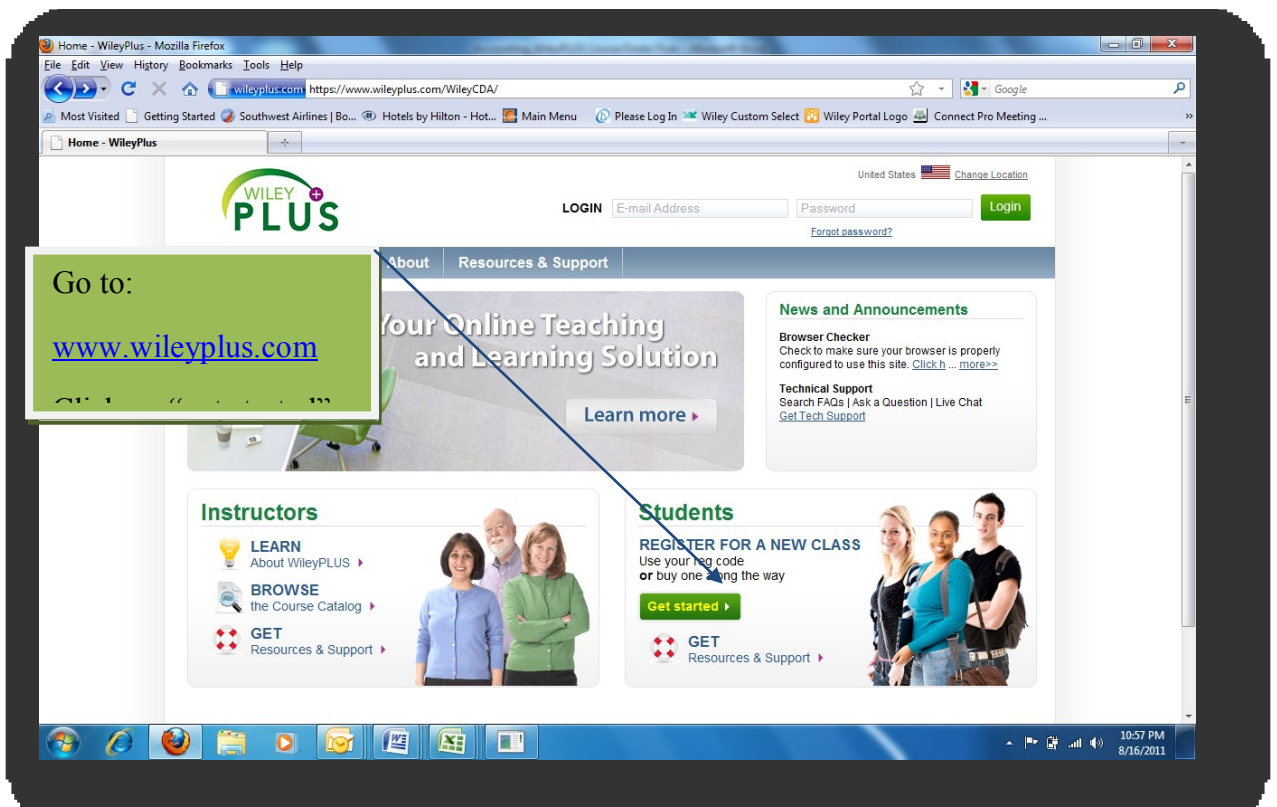 Home - WileyPlus - Mozilla Firefox
File Edit View History Bookmarks Tools Help
wileyplus.com https://www.wileyplus.com/WileyCDA/
Google
Most Visited Getting Started Southwest Airlines | Bo... Hotels by Hilton - Hot... Main Menu Please Log In Wiley Custom Select Wiley Portal Logo Connect Pro Meeting ...
Home - WileyPlus
United States Change Location
WILEY
PLUS
LOGIN E-mail Address Password Login
Forgot password?
About Resources & Support
Go to:
www.wileyplus.com
Your Online Teaching
and Learning Solution
Learn more
News and Announcements
Browser Checker
Check to make sure your browser is properly
configured to use this site. Click h ... more>>
Technical Support
Search FAQs | Ask a Question | Live Chat
Get Tech Support
Instructors
LEARN
About WileyPLUS
BROWSE
the Course Catalog
GET
Resources & Support
Students
REGISTER FOR A NEW CLASS
Use your reg code
or buy one along the way
Get started
GET
Resources & Support
10:57 PM
8/16/2011